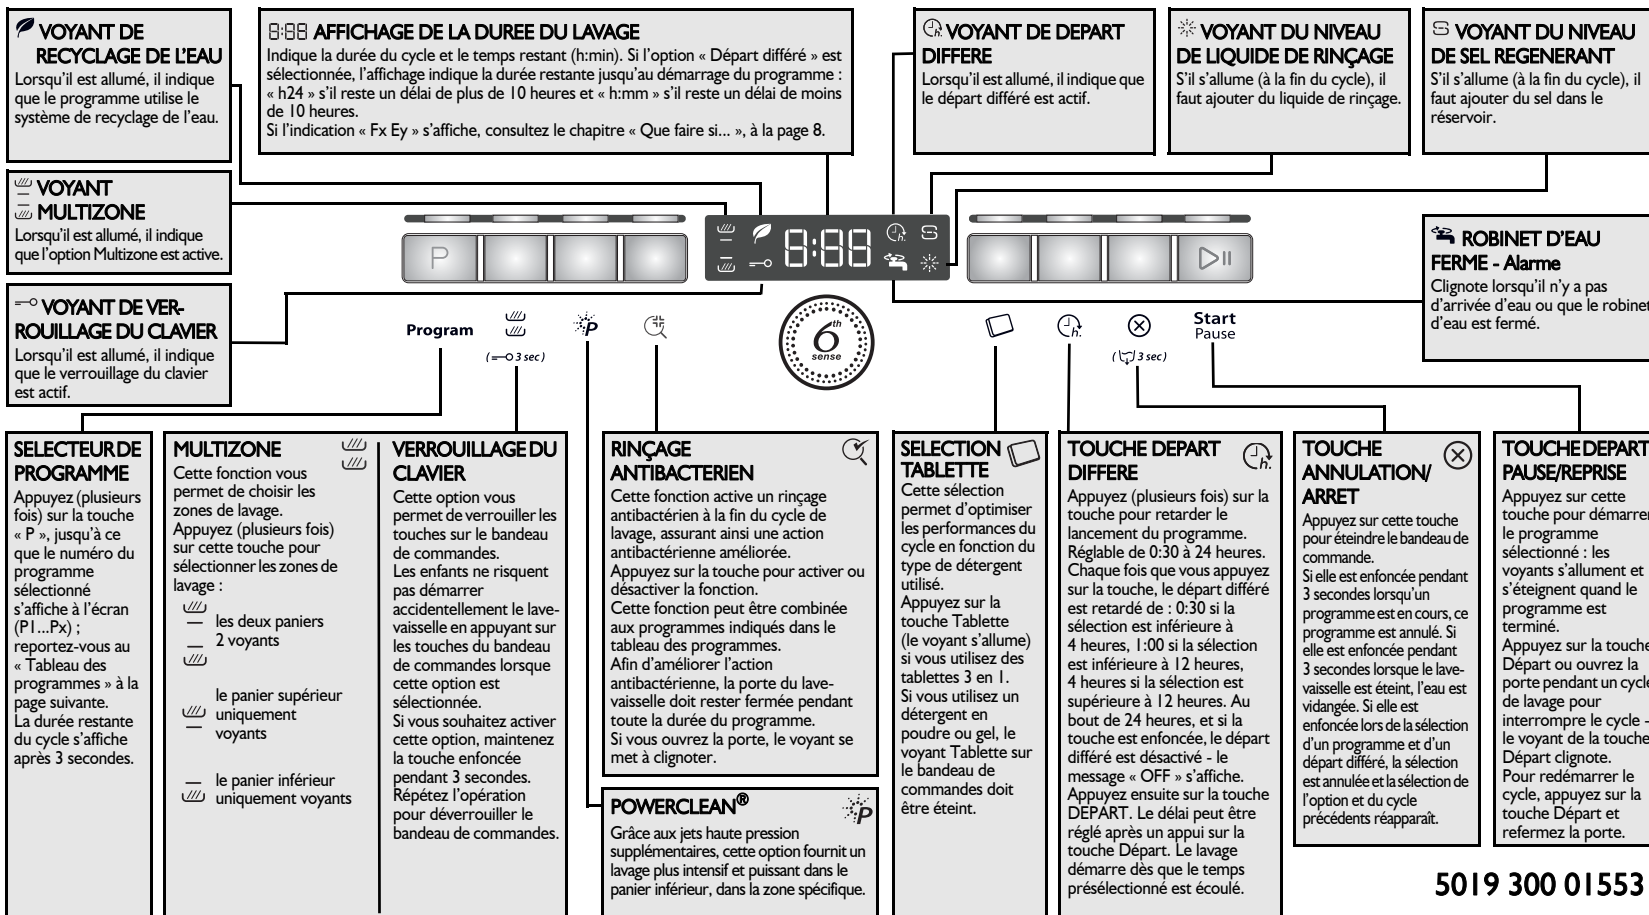 VOYANT DE
RECYCLAGE DE L'EAU
Lorsqu'il est allumé, il indique
que le programme utilise le
système de recyclage de l'eau.
8:88 AFFICHAGE DE LA DUREE DU LAVAGE
Indique la durée du cycle et le temps restant (h:min). Si l'option « Départ différé » est
sélectionnée, l'affichage indique la durée restante jusqu'au démarrage du programme :
« h24 » s'il reste un délai de plus de 10 heures et « h:mm » s'il reste un délai de moins
de 10 heures.
Si l'indication « Fx Ey » s'affiche, consultez le chapitre « Que faire si... », à la page 8.
h. VOYANT DE DEPART
DIFFERE
Lorsqu'il est allumé, il indique que
le départ différé est actif.
VOYANT DU NIVEAU
DE LIQUIDE DE RINÇAGE
S'il s'allume (à la fin du cycle), il
faut ajouter du liquide de rinçage.
VOYANT DU NIVEAU
DE SEL REGENERANT
S'il s'allume (à la fin du cycle), il
faut ajouter du sel dans le
réservoir.
VOYANT
MULTIZONE
Lorsqu'il est allumé, il indique
que l'option Multizone est active.
VOYANT DE VER-
ROUILLAGE DU CLAVIER
Lorsqu'il est allumé, il indique
que le verrouillage du clavier
est actif.
P
8:88
h.
ROBINET D'EAU
FERME - Alarme
Clignote lorsqu'il n'y a pas
d'arrivée d'eau ou que le robinet
d'eau est fermé.
Program
( 3 sec )
P
6th
sense
h.
( 3 sec )
Start
Pause
SELECTEUR DE
PROGRAMME
Appuyez (plusieurs
fois) sur la touche
« P », jusqu'à ce
que le numéro du
programme
sélectionné
s'affiche à l'écran
(P1...Px) ;
reportez-vous au
« Tableau des
programmes » à la
page suivante.
La durée restante
du cycle s'affiche
après 3 secondes.
MULTIZONE
Cette fonction vous
permet de choisir les
zones de lavage.
Appuyez (plusieurs fois)
sur cette touche pour
sélectionner les zones de
lavage :
les deux paniers
2 voyants
le panier supérieur
uniquement
voyants
le panier inférieur
uniquement voyants
VERROUILLAGE DU
CLAVIER
Cette option vous
permet de verrouiller les
touches sur le bandeau
de commandes.
Les enfants ne risquent
pas démarrer
accidentellement le lave-
vaisselle en appuyant sur
les touches du bandeau
de commandes lorsque
cette option est
sélectionnée.
Si vous souhaitez activer
cette option, maintenez
la touche enfoncée
pendant 3 secondes.
Répétez l'opération
pour déverrouiller le
bandeau de commandes.
RINÇAGE
ANTIBACTERIEN
Cette fonction active un rinçage
antibactérien à la fin du cycle de
lavage, assurant ainsi une action
antibactérienne améliorée.
Appuyez sur la touche pour activer ou
désactiver la fonction.
Cette fonction peut être combinée
aux programmes indiqués dans le
tableau des programmes.
Afin d'améliorer l'action
antibactérienne, la porte du lave-
vaisselle doit rester fermée pendant
toute la durée du programme.
Si vous ouvrez la porte, le voyant se
met à clignoter.
POWERCLEAN®
P
Grâce aux jets haute pression
supplémentaires, cette option fournit un
lavage plus intensif et puissant dans le
panier inférieur, dans la zone spécifique.
SELECTION
TABLETTE
Cette sélection
permet d'optimiser
les performances du
cycle en fonction du
type de détergent
utilisé.
Appuyez sur la
touche Tablette
(le voyant s'allume)
si vous utilisez des
tablettes 3 en 1.
Si vous utilisez un
détergent en
poudre ou gel, le
voyant Tablette sur
le bandeau de
commandes doit
être éteint.
TOUCHE DEPART
DIFFERE
h.
Appuyez (plusieurs fois) sur la
touche pour retarder le
lancement du programme.
Réglable de 0:30 à 24 heures.
Chaque fois que vous appuyez
sur la touche, le départ différé
est retardé de : 0:30 si la
sélection est inférieure à
4 heures, 1:00 si la sélection
est inférieure à 12 heures,
4 heures si la sélection est
supérieure à 12 heures. Au
bout de 24 heures, et si la
touche est enfoncée, le départ
différé est désactivé - le
message « OFF » s'affiche.
Appuyez ensuite sur la touche
DEPART. Le délai peut être
réglé après un appui sur la
touche Départ. Le lavage
démarre dès que le temps
présélectionné est écoulé.
TOUCHE
ANNULATION/
ARRET
Appuyez sur cette touche
pour éteindre le bandeau de
commande.
Si elle est enfoncée pendant
3 secondes lorsqu'un
programme est en cours, ce
programme est annulé. Si
elle est enfoncée pendant
3 secondes lorsque le lave-
vaisselle est éteint, l'eau est
vidangée. Si elle est
enfoncée lors de la sélection
d'un programme et d'un
départ différé, la sélection
est annulée et la sélection de
l'option et du cycle
précédents réapparaît.
TOUCHE DEPART
PAUSE/REPRISE
Appuyez sur cette
touche pour démarrer
le programme
sélectionné : les
voyants s'allument et
s'éteignent quand le
programme est
terminé.
Appuyez sur la touche
Départ ou ouvrez la
porte pendant un cycle
de lavage pour
interrompre le cycle -
le voyant de la touche
Départ clignote.
Pour redémarrer le
cycle, appuyez sur la
touche Départ et
refermez la porte.
5019 300 01553